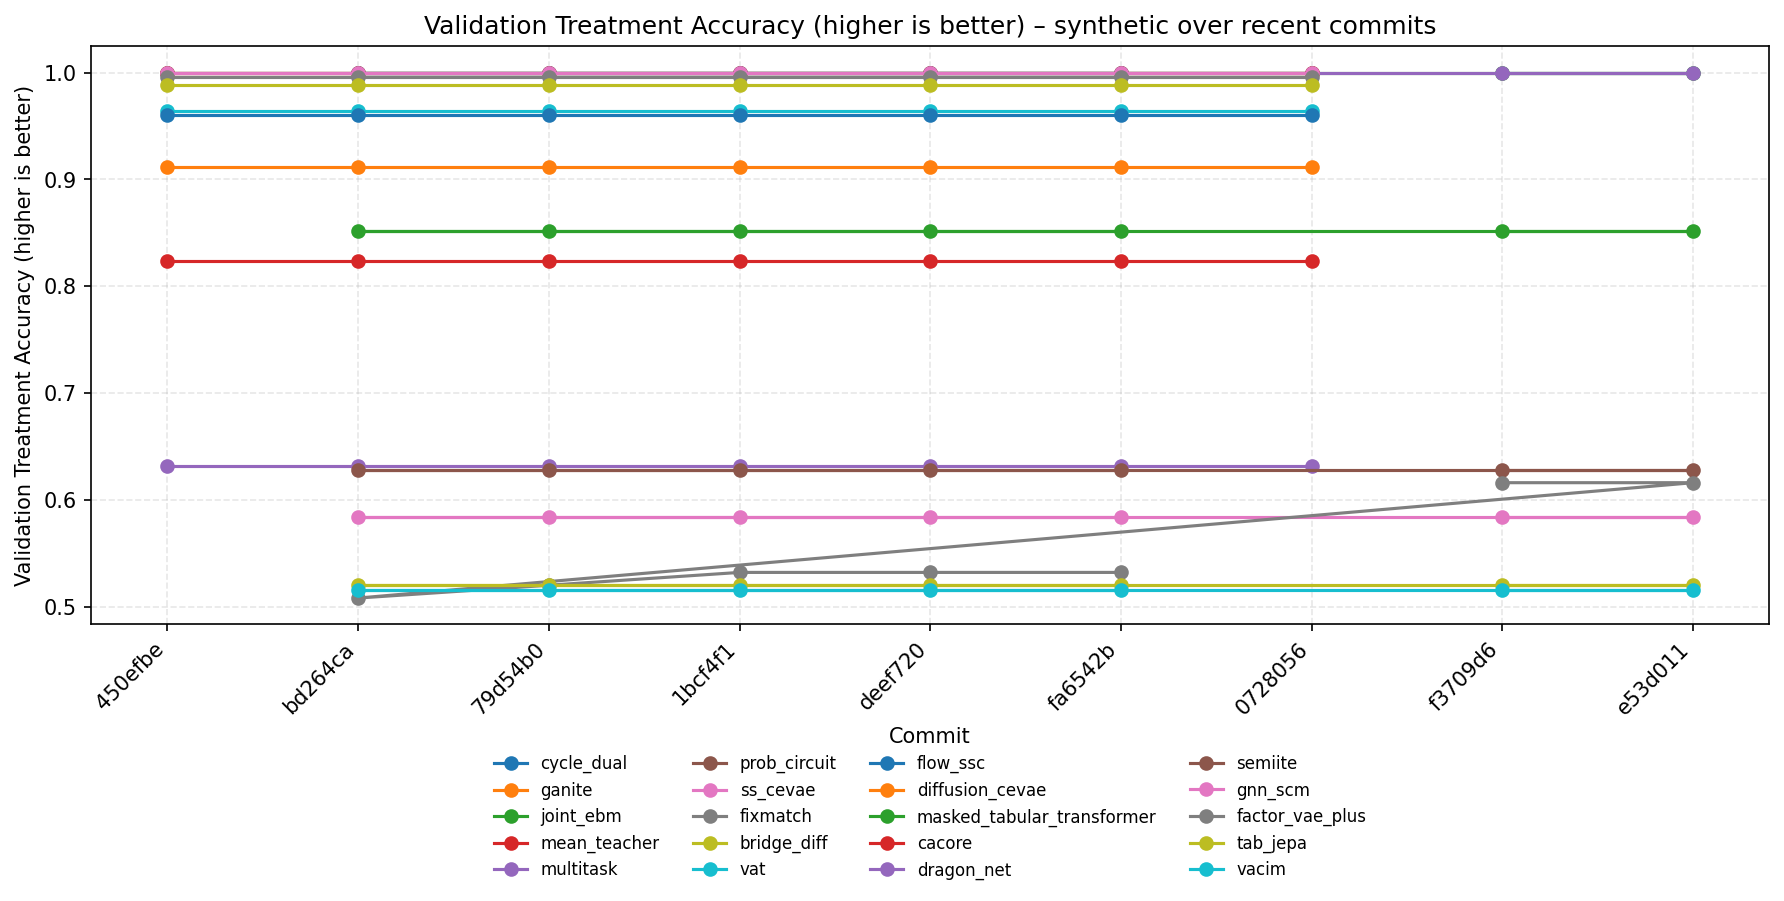 Validation Treatment Accuracy (higher is better) – synthetic over recent commits
Validation Treatment Accuracy (higher is better)
1.0
0.9
0.8
0.7
0.6
0.5
450efbe
bd264ca
79d54b0
1bcf4f1
deef720
fa6542b
0728056
f3709d6
e53d011
Commit
cycle_dual
ganite
joint_ebm
mean_teacher
multitask
prob_circuit
ss_cevae
fixmatch
bridge_diff
vat
flow_ssc
diffusion_cevae
masked_tabular_transformer
cacore
dragon_net
semiite
gnn_scm
factor_vae_plus
tab_jepa
vacim